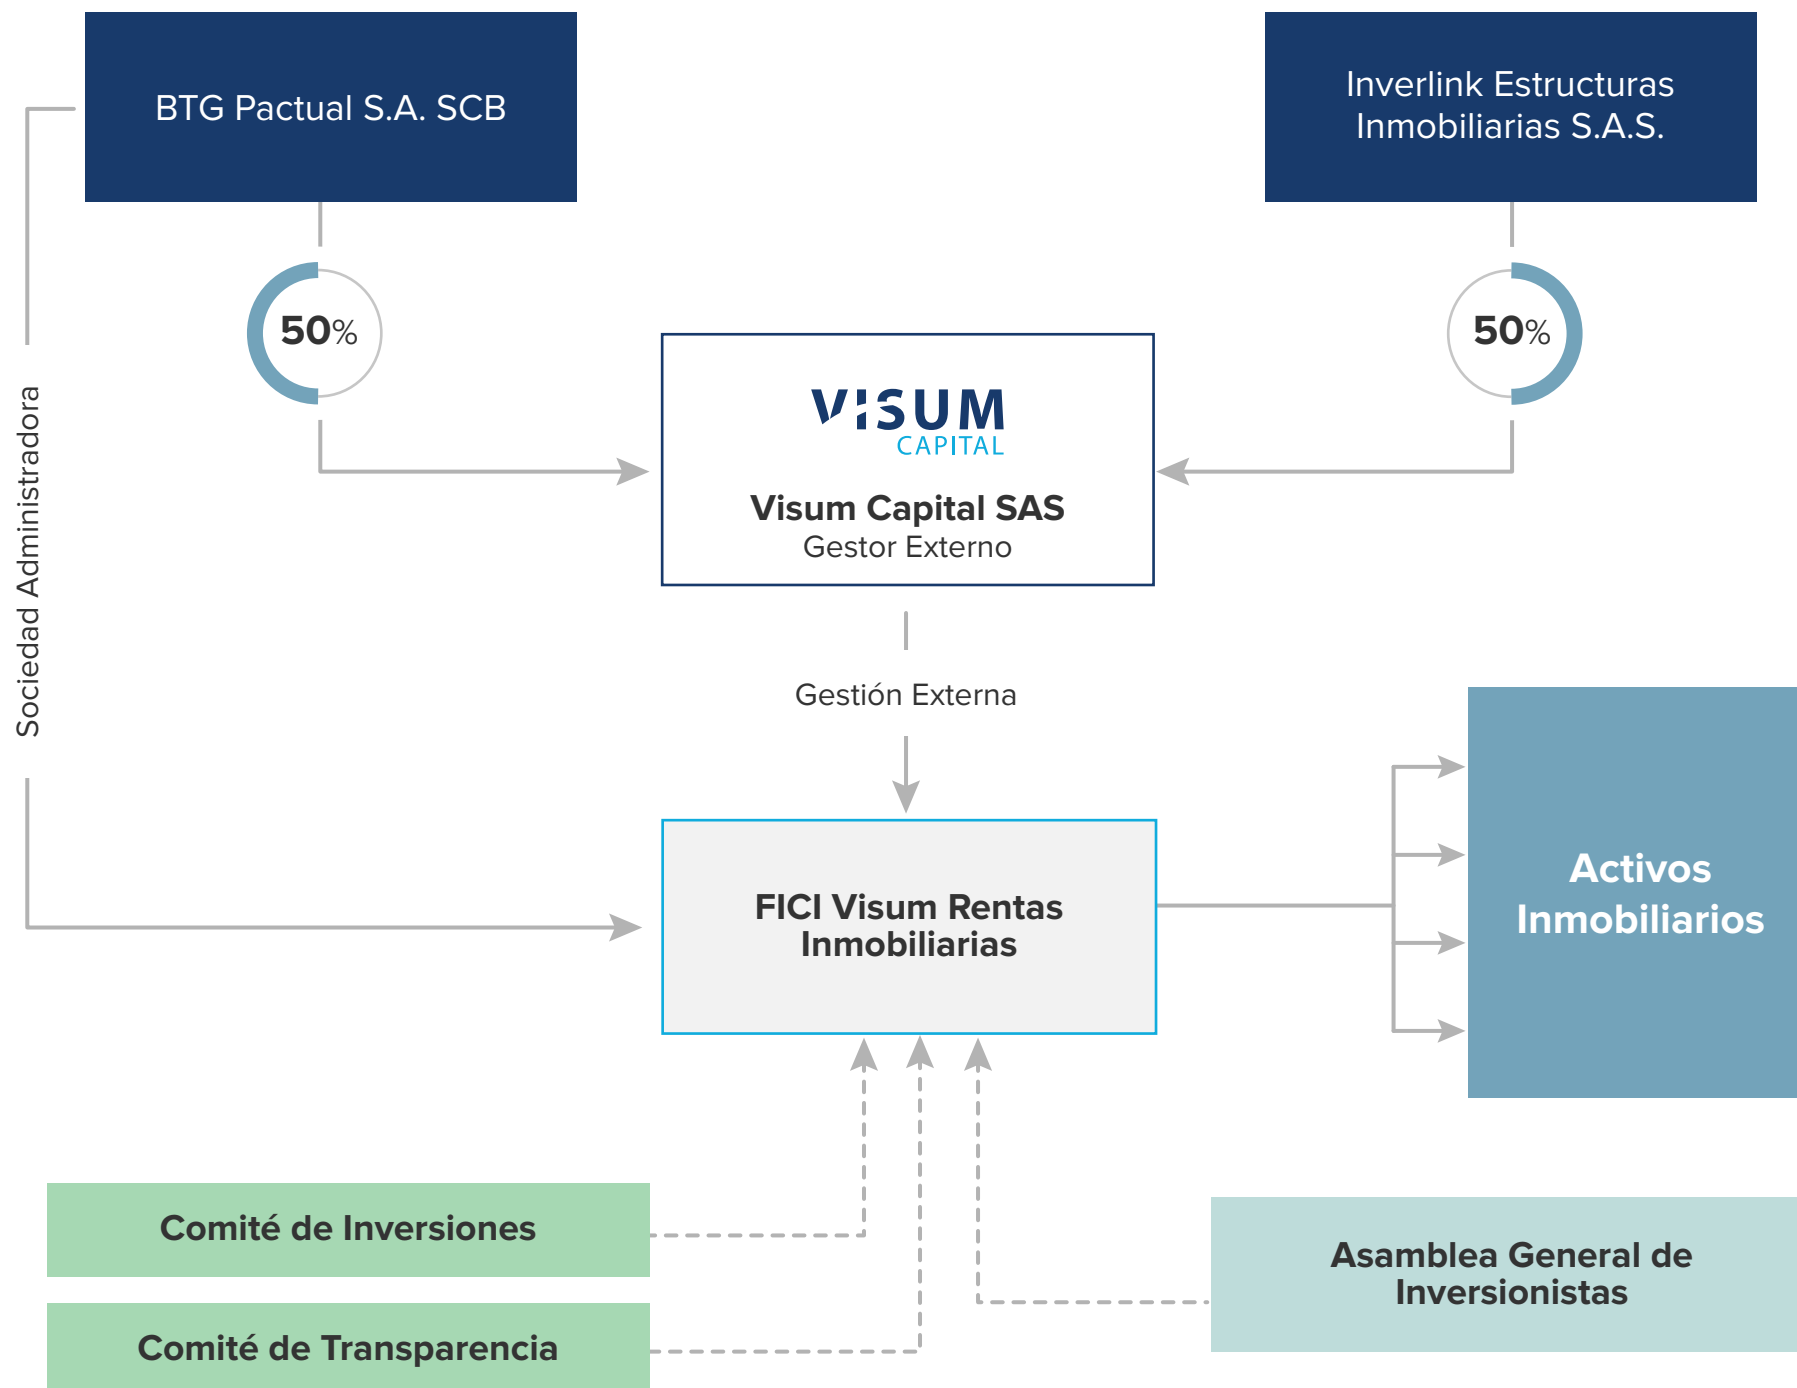 BTG Pactual S.A. SCB
Inverlink Estructuras
Inmobiliarias S.A.S.
50%
50%
Sociedad Administradora
VISUM
CAPITAL
Visum Capital SAS
Gestor Externo
Gestión Externa
FICI Visum Rentas
Inmobiliarias
Activos
Inmobiliarios
Comité de Inversiones
Comité de Transparencia
Asamblea General de
Inversionistas